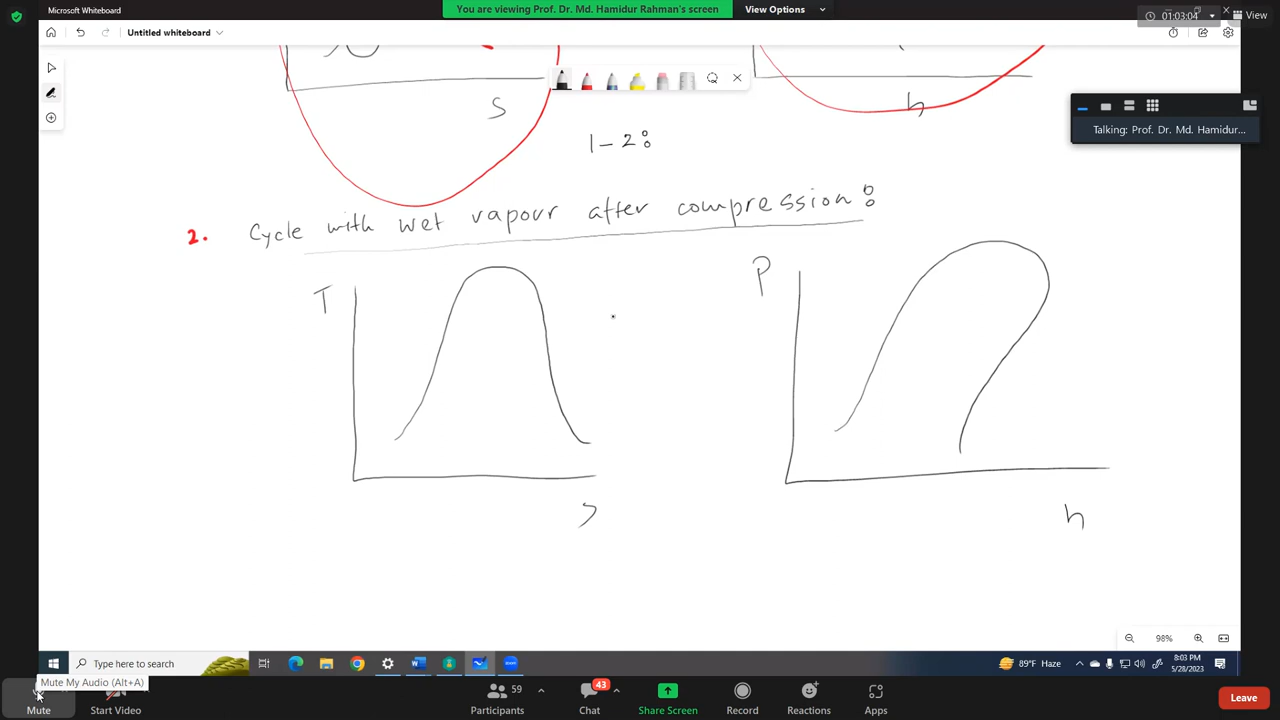 Microsoft Whiteboard
You are viewing Prof. Dr. Md. Hamidur Rahman's screen
View Options
01:03:04
View
Untitled whiteboard
S
h
Talking: Prof. Dr. Md. Hamidur...
1-2:
2. Cycle with wet vapour after compression:
T
P
S
h
98%
Type here to search
89°F Haze
8:03 PM
5/28/2023
Mute My Audio (Alt+A)
Mute
Start Video
59
Participants
43
Chat
Share Screen
Record
Reactions
Apps
Leave